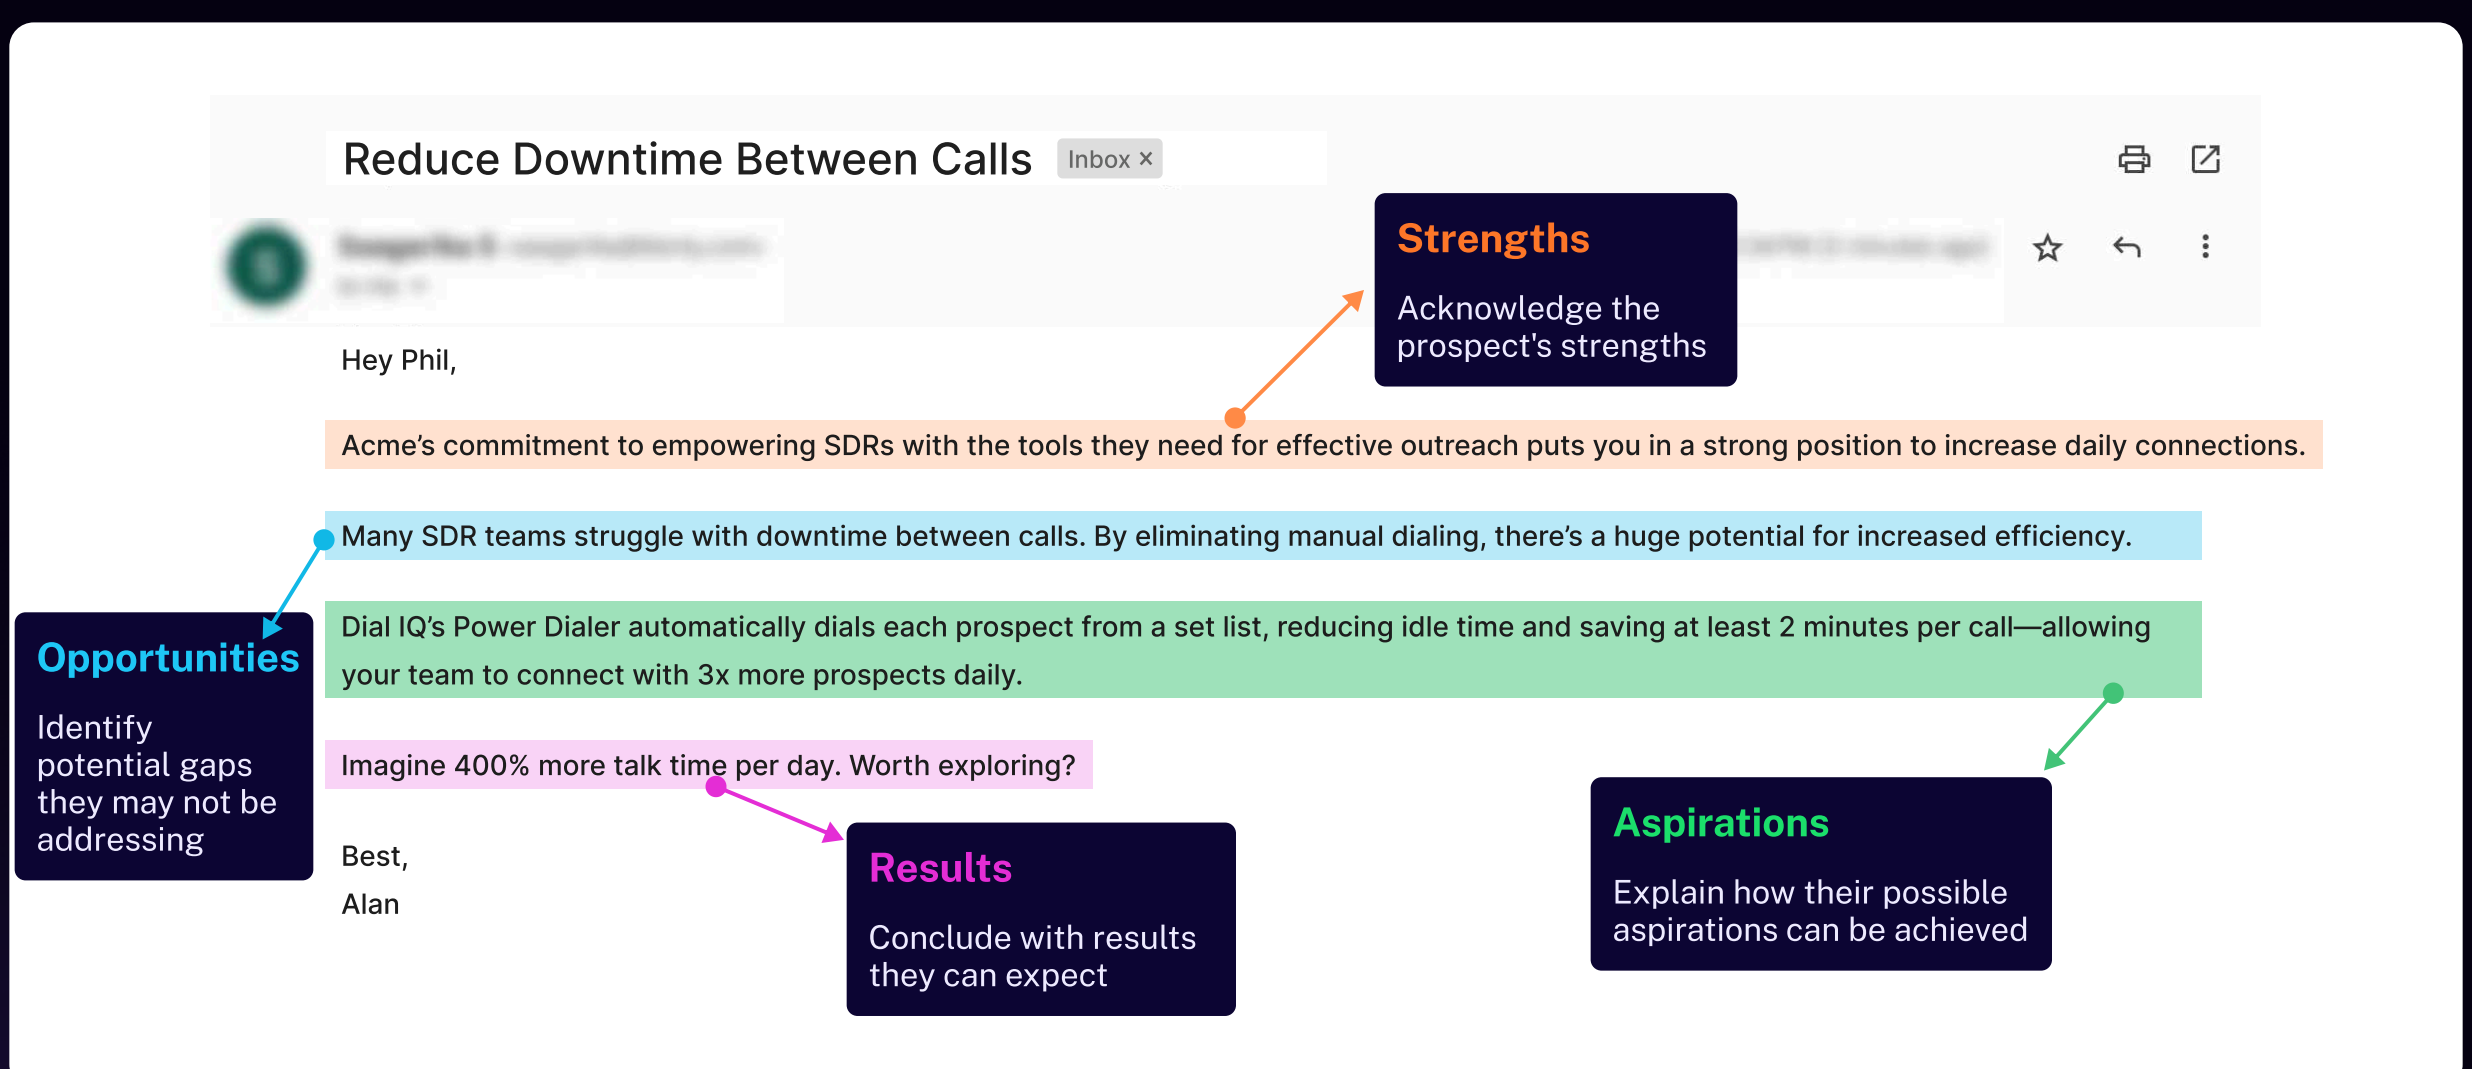 Reduce Downtime Between Calls
Inbox ×
Strengths
Acknowledge the
prospect's strengths
Hey Phil,
Acme’s commitment to empowering SDRs with the tools they need for effective outreach puts you in a strong position to increase daily connections.
Many SDR teams struggle with downtime between calls. By eliminating manual dialing, there’s a huge potential for increased efficiency.
Opportunities
Identify
potential gaps
they may not be
addressing
Dial IQ’s Power Dialer automatically dials each prospect from a set list, reducing idle time and saving at least 2 minutes per call—allowing
your team to connect with 3x more prospects daily.
Imagine 400% more talk time per day. Worth exploring?
Aspirations
Explain how their possible
aspirations can be achieved
Results
Conclude with results
they can expect
Best,
Alan